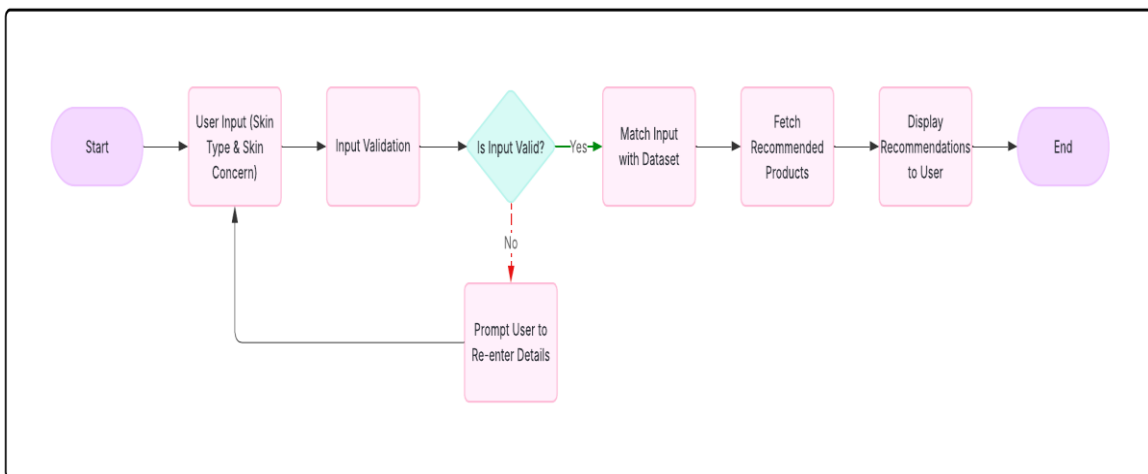 Start
User Input (Skin
Type & Skin
Concern)
Input Validation
Is Input Valid?
Yes
Match Input
with Dataset
Fetch
Recommended
Products
Display
Recommendations
to User
End
No
Prompt User to
Re-enter Details